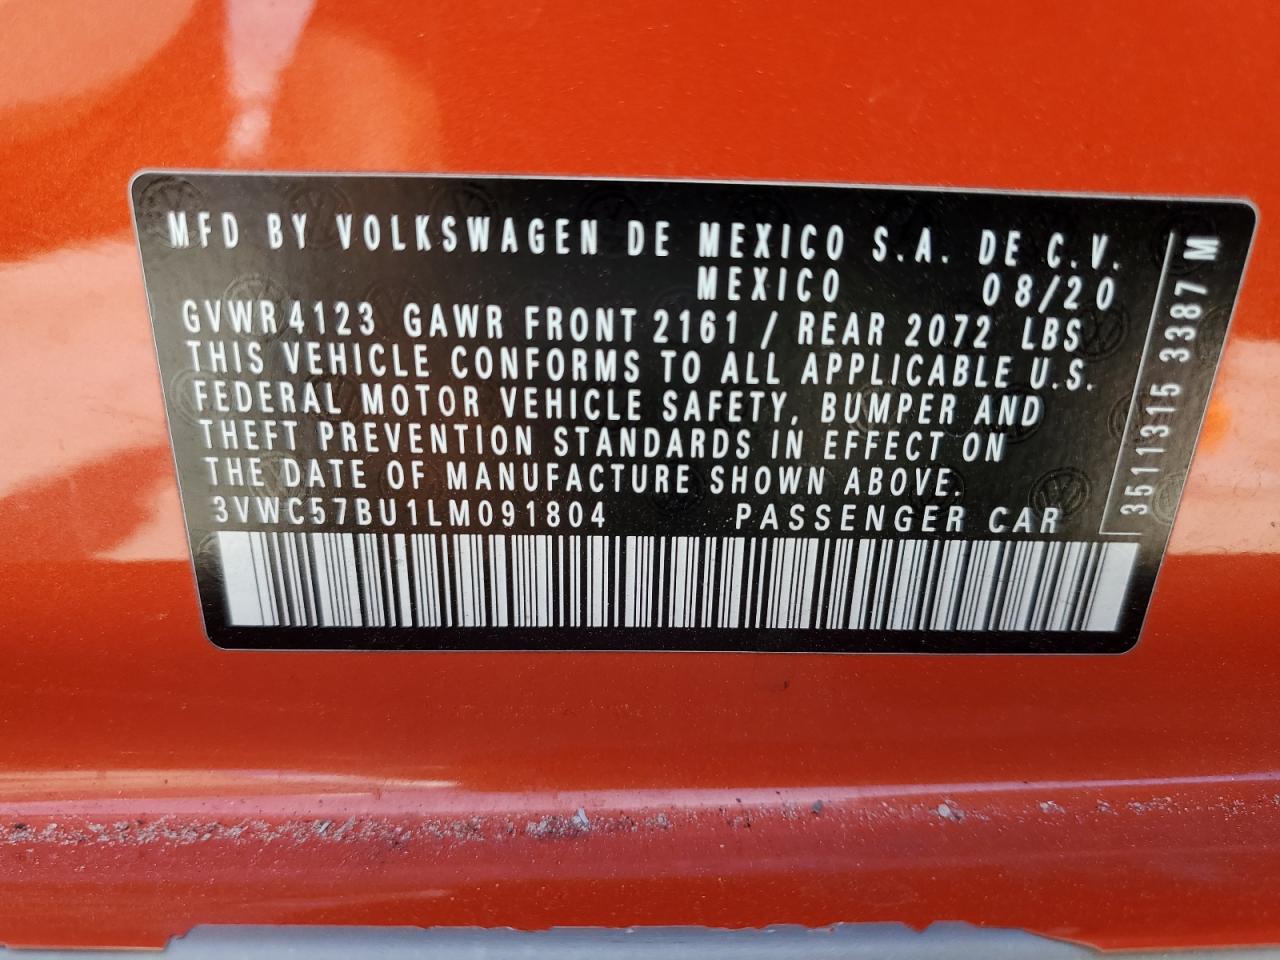 MFD BY VOLKSWAGEN DE MEXICO S.A. DE C.V.
MEXICO 08/20
GVWR 4123 GAWR FRONT 2161 / REAR 2072 LBS
THIS VEHICLE CONFORMS TO ALL APPLICABLE U.S.
FEDERAL MOTOR VEHICLE SAFETY, BUMPER AND
THEFT PREVENTION STANDARDS IN EFFECT ON
THE DATE OF MANUFACTURE SHOWN ABOVE.
3VWC57BU1LM091804 PASSENGER CAR
3511315 3387 M